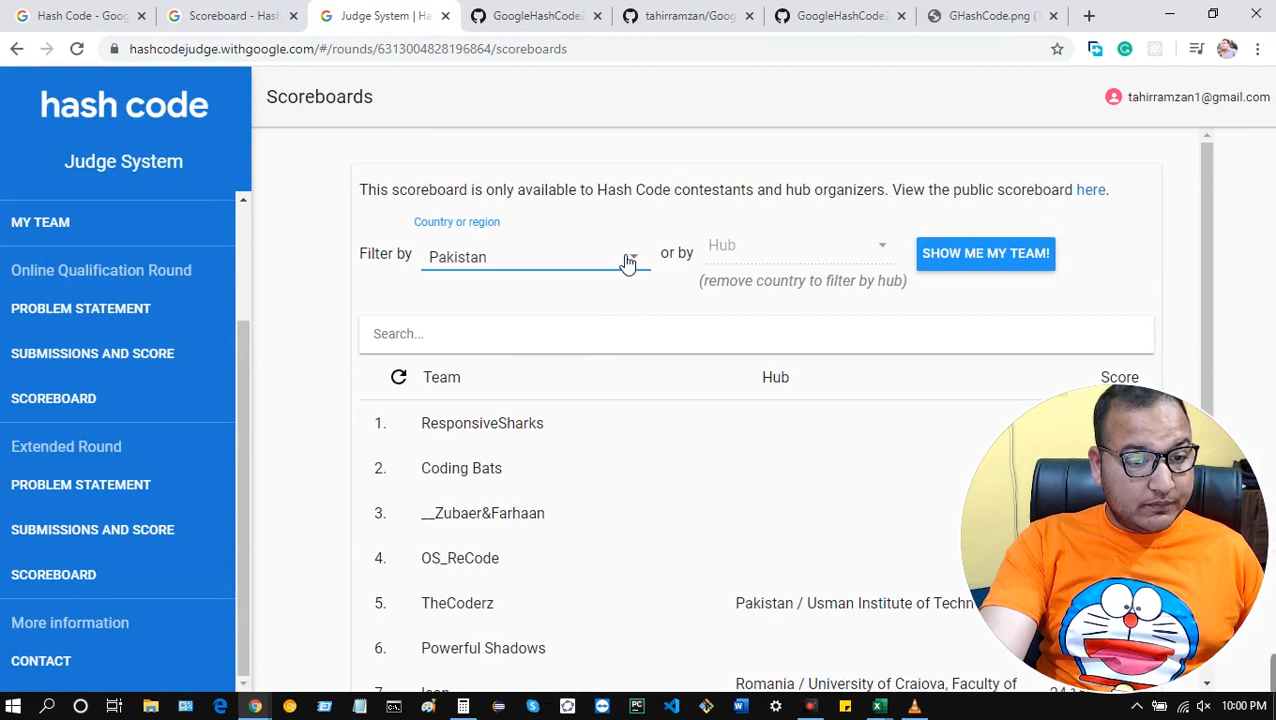 Hash Code - Goog
Scoreboard - Hash
Judge System | Ha
GoogleHashCode2
tahirramzan/Goog
GoogleHashCode2
GHashCode.png (1
hashcodejudge.withgoogle.com/#/rounds/6313004828196864/scoreboards
hash code
Judge System
MY TEAM
Online Qualification Round
PROBLEM STATEMENT
SUBMISSIONS AND SCORE
SCOREBOARD
Extended Round
PROBLEM STATEMENT
SUBMISSIONS AND SCORE
SCOREBOARD
More information
CONTACT
Scoreboards
tahirramzan1@gmail.com
This scoreboard is only available to Hash Code contestants and hub organizers. View the public scoreboard here.
Country or region
Filter by Pakistan or by Hub SHOW ME MY TEAM!
(remove country to filter by hub)
Search...
Team Hub Score
1. ResponsiveSharks
2. Coding Bats
3. __Zubaer&Farhaan
4. OS_ReCode
5. TheCoderz Pakistan / Usman Institute of Techn
6. Powerful Shadows
Romania / University of Craiova, Faculty of
10:00 PM